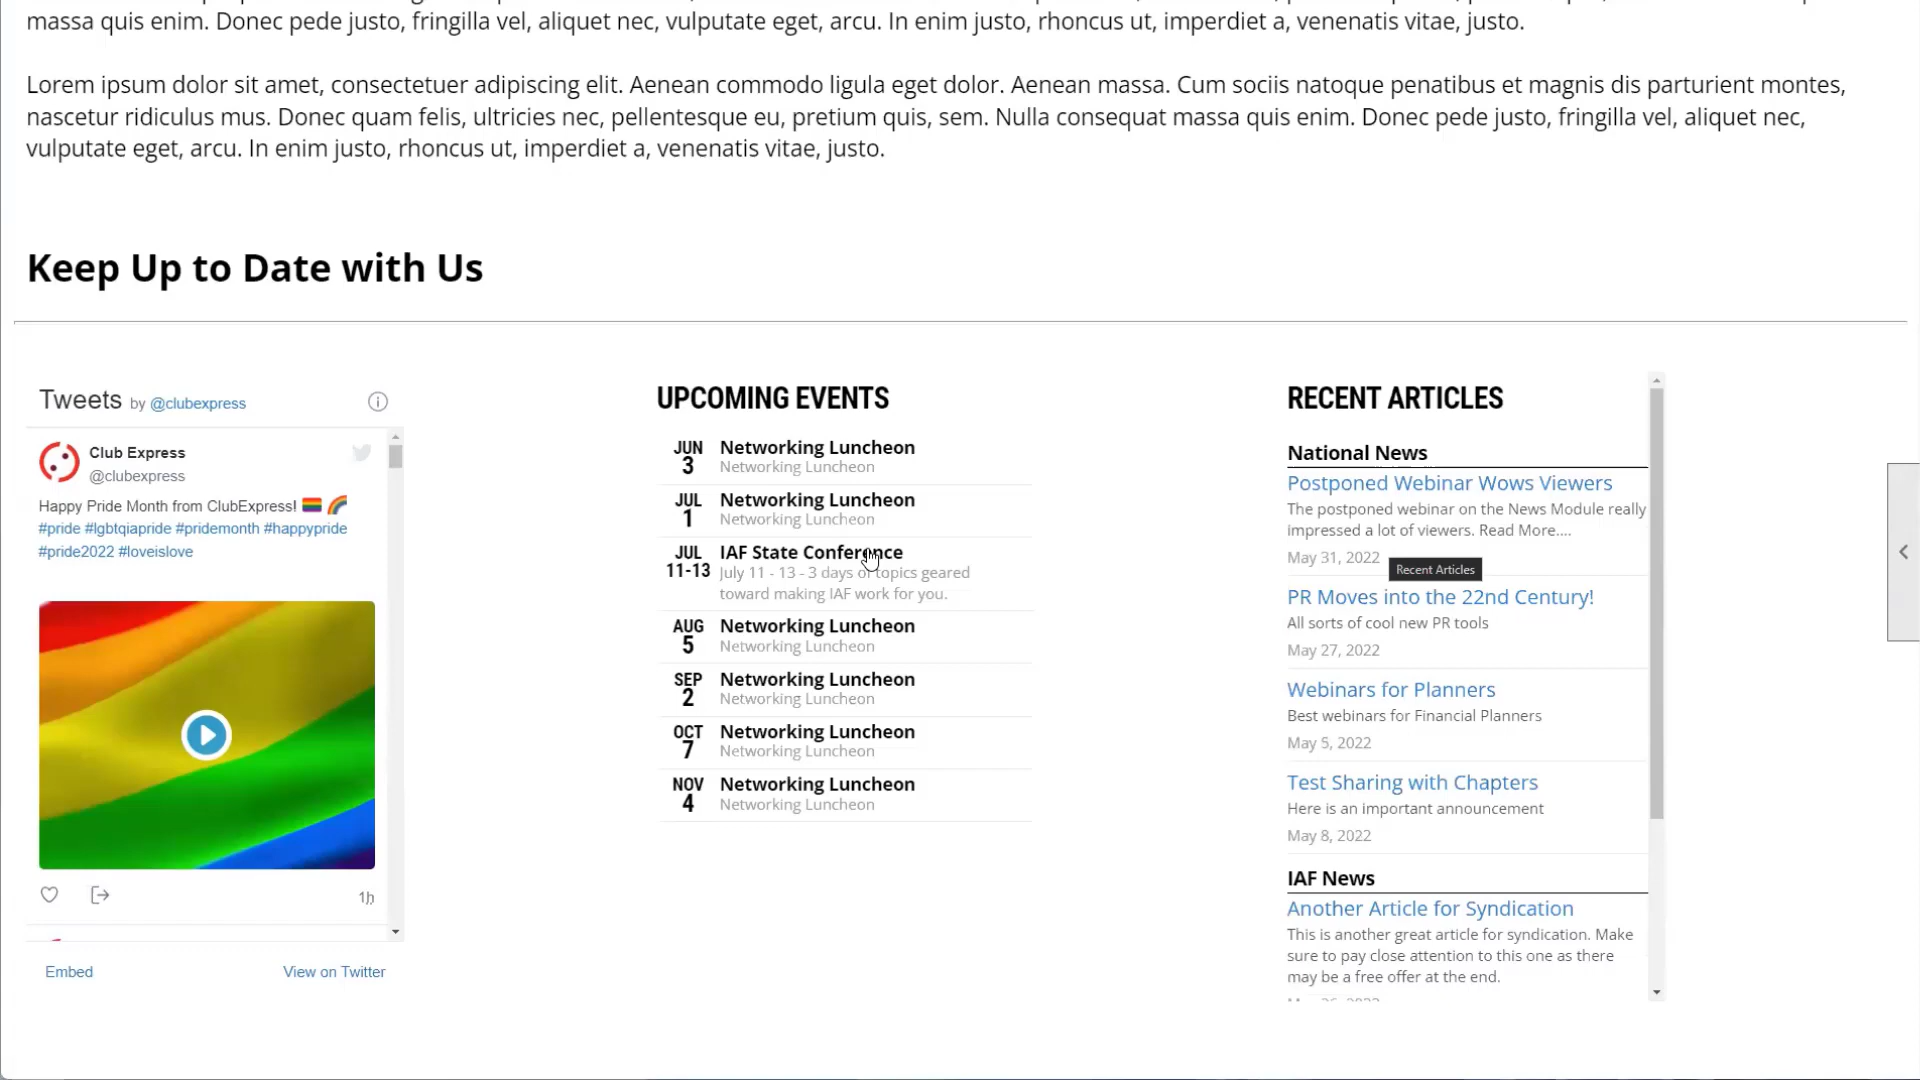 massa quis enim. Donec pede justo, fringilla vel, aliquet nec, vulputate eget, arcu. In enim justo, rhoncus ut, imperdiet a, venenatis vitae, justo.
Lorem ipsum dolor sit amet, consectetuer adipiscing elit. Aenean commodo ligula eget dolor. Aenean massa. Cum sociis natoque penatibus et magnis dis parturient montes,
nascetur ridiculus mus. Donec quam felis, ultricies nec, pellentesque eu, pretium quis, sem. Nulla consequat massa quis enim. Donec pede justo, fringilla vel, aliquet nec,
vulputate eget, arcu. In enim justo, rhoncus ut, imperdiet a, venenatis vitae, justo.
Keep Up to Date with Us
Tweets by @clubexpress
Club Express
@clubexpress
Happy Pride Month from ClubExpress!
#pride #lgbtqiapride #pridemonth #happypride
#pride2022 #loveislove
1h
Embed
View on Twitter
UPCOMING EVENTS
JUN
3
Networking Luncheon
Networking Luncheon
JUL
1
Networking Luncheon
Networking Luncheon
JUL
11-13
IAF State Conference
July 11 - 13 - 3 days of topics geared
toward making IAF work for you.
AUG
5
Networking Luncheon
Networking Luncheon
SEP
2
Networking Luncheon
Networking Luncheon
OCT
7
Networking Luncheon
Networking Luncheon
NOV
4
Networking Luncheon
Networking Luncheon
RECENT ARTICLES
National News
Postponed Webinar Wows Viewers
The postponed webinar on the News Module really
impressed a lot of viewers. Read More....
May 31, 2022
Recent Articles
PR Moves into the 22nd Century!
All sorts of cool new PR tools
May 27, 2022
Webinars for Planners
Best webinars for Financial Planners
May 5, 2022
Test Sharing with Chapters
Here is an important announcement
May 8, 2022
IAF News
Another Article for Syndication
This is another great article for syndication. Make
sure to pay close attention to this one as there
may be a free offer at the end.